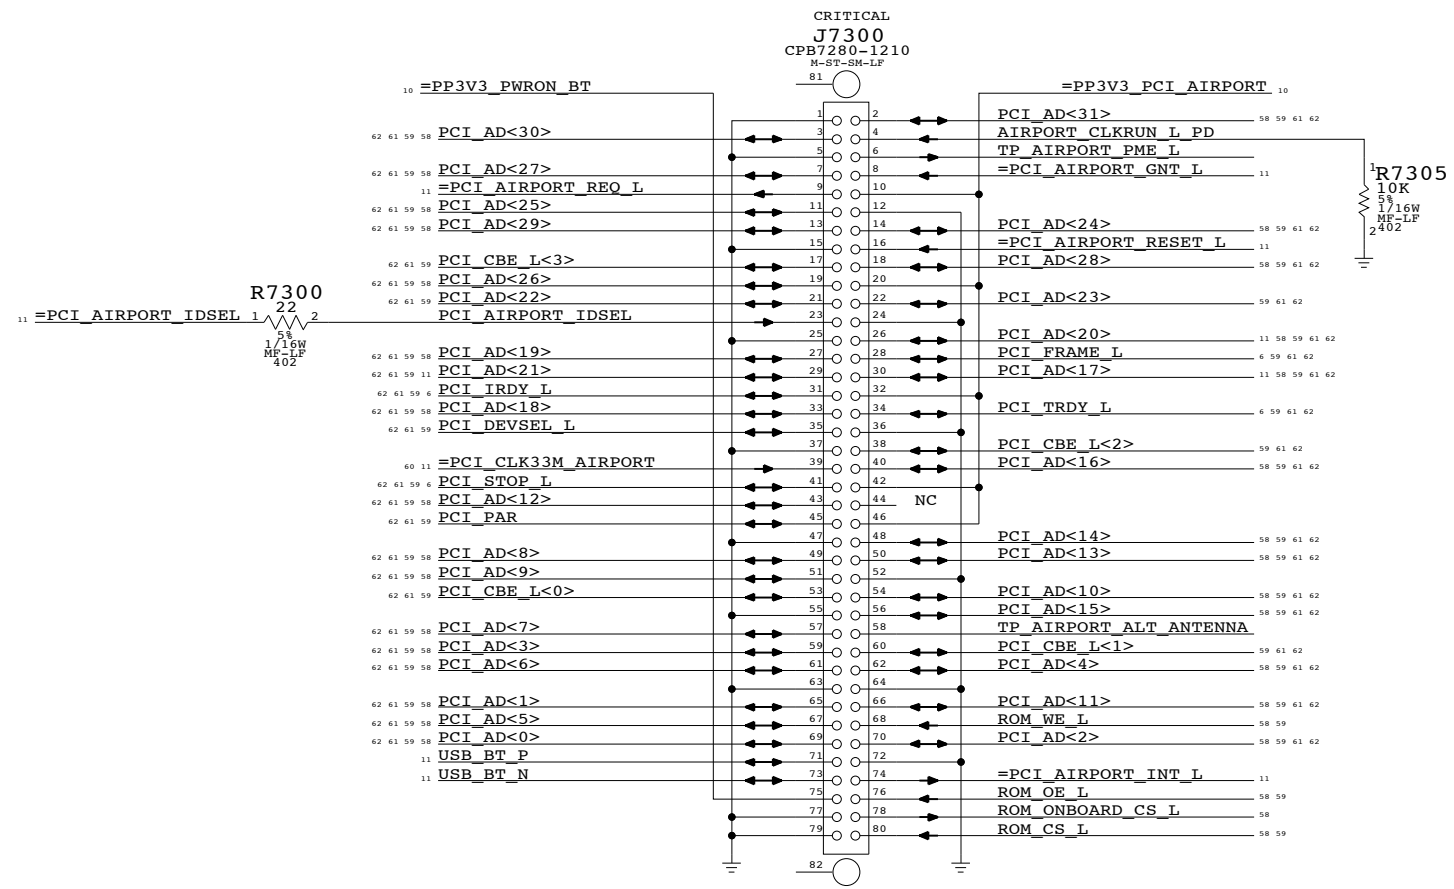 CRITICAL
J7300
CPB7280-1210
M-ST-SM-LF
81
10 =PP3V3_PWRON_BT
=PP3V3_PCI_AIRPORT 10
1 2 PCI_AD<31> 58 59 61 62
62 61 59 58 PCI_AD<30> 3 4 AIRPORT_CLKRUN_L_PD
5 6 TP_AIRPORT_PME_L
62 61 59 58 PCI_AD<27> 7 8 =PCI_AIRPORT_GNT_L 11
11 =PCI_AIRPORT_REQ_L 9 10
62 61 59 58 PCI_AD<25> 11 12
62 61 59 58 PCI_AD<29> 13 14 PCI_AD<24> 58 59 61 62
15 16 =PCI_AIRPORT_RESET_L 11
62 61 59 PCI_CBE_L<3> 17 18 PCI_AD<28> 58 59 61 62
62 61 59 58 PCI_AD<26> 19 20
62 61 59 PCI_AD<22> 21 22 PCI_AD<23> 59 61 62
11 =PCI_AIRPORT_IDSEL 1 2 PCI_AIRPORT_IDSEL 23 24
R7300
22
5%
1/16W
MF-LF
402
1
R7305
10K
5%
1/16W
MF-LF
2 402
25 26 PCI_AD<20> 11 58 59 61 62
62 61 59 58 PCI_AD<19> 27 28 PCI_FRAME_L 6 59 61 62
62 61 59 11 PCI_AD<21> 29 30 PCI_AD<17> 11 58 59 61 62
62 61 59 6 PCI_IRDY_L 31 32
62 61 59 58 PCI_AD<18> 33 34 PCI_TRDY_L 6 59 61 62
62 61 59 PCI_DEVSEL_L 35 36
37 38 PCI_CBE_L<2> 59 61 62
60 11 =PCI_CLK33M_AIRPORT 39 40 PCI_AD<16> 58 59 61 62
62 61 59 6 PCI_STOP_L 41 42
62 61 59 58 PCI_AD<12> 43 44 NC
62 61 59 PCI_PAR 45 46
47 48 PCI_AD<14> 58 59 61 62
62 61 59 58 PCI_AD<8> 49 50 PCI_AD<13> 58 59 61 62
62 61 59 58 PCI_AD<9> 51 52
62 61 59 PCI_CBE_L<0> 53 54 PCI_AD<10> 58 59 61 62
55 56 PCI_AD<15> 58 59 61 62
62 61 59 58 PCI_AD<7> 57 58 TP_AIRPORT_ALT_ANTENNA
62 61 59 58 PCI_AD<3> 59 60 PCI_CBE_L<1> 59 61 62
62 61 59 58 PCI_AD<6> 61 62 PCI_AD<4> 58 59 61 62
63 64
62 61 59 58 PCI_AD<1> 65 66 PCI_AD<11> 58 59 61 62
62 61 59 58 PCI_AD<5> 67 68 ROM_WE_L 58 59
62 61 59 58 PCI_AD<0> 69 70 PCI_AD<2> 58 59 61 62
11 USB_BT_P 71 72
11 USB_BT_N 73 74 =PCI_AIRPORT_INT_L 11
75 76 ROM_OE_L 58 59
77 78 ROM_ONBOARD_CS_L 58
79 80 ROM_CS_L 58 59
82